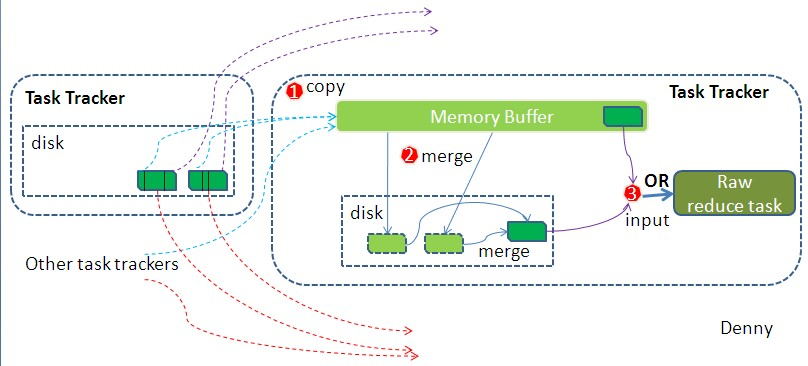 Task Tracker
disk
Other task trackers
1 copy
Task Tracker
Memory Buffer
2 merge
disk
merge
3
OR
input
Raw
reduce task
Denny